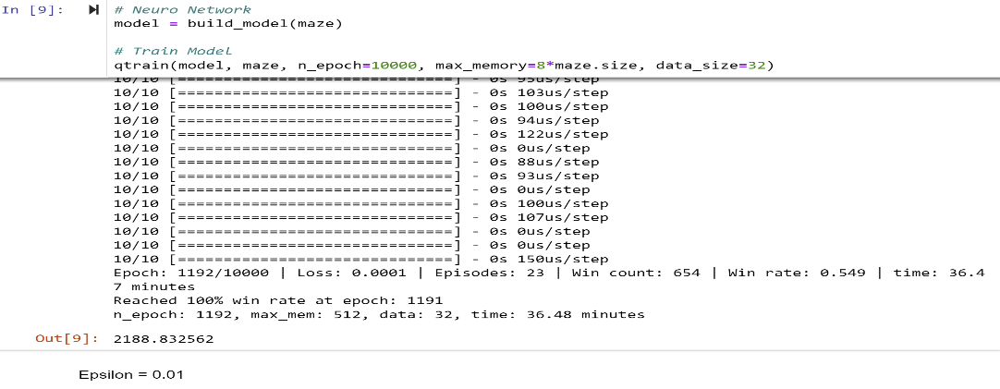 In [9]: # Neuro Network
model = build_model(maze)
# Train Model
qtrain(model, maze, n_epoch=10000, max_memory=8*maze.size, data_size=32)
10/10 [==============================] - 0s 95us/step
10/10 [==============================] - 0s 103us/step
10/10 [==============================] - 0s 100us/step
10/10 [==============================] - 0s 94us/step
10/10 [==============================] - 0s 122us/step
10/10 [==============================] - 0s 0us/step
10/10 [==============================] - 0s 88us/step
10/10 [==============================] - 0s 93us/step
10/10 [==============================] - 0s 0us/step
10/10 [==============================] - 0s 100us/step
10/10 [==============================] - 0s 107us/step
10/10 [==============================] - 0s 0us/step
10/10 [==============================] - 0s 0us/step
10/10 [==============================] - 0s 150us/step
Epoch: 1192/10000 | Loss: 0.0001 | Episodes: 23 | Win count: 654 | Win rate: 0.549 | time: 36.4
7 minutes
Reached 100% win rate at epoch: 1191
n_epoch: 1192, max_mem: 512, data: 32, time: 36.48 minutes
Out[9]: 2188.832562
Epsilon = 0.01